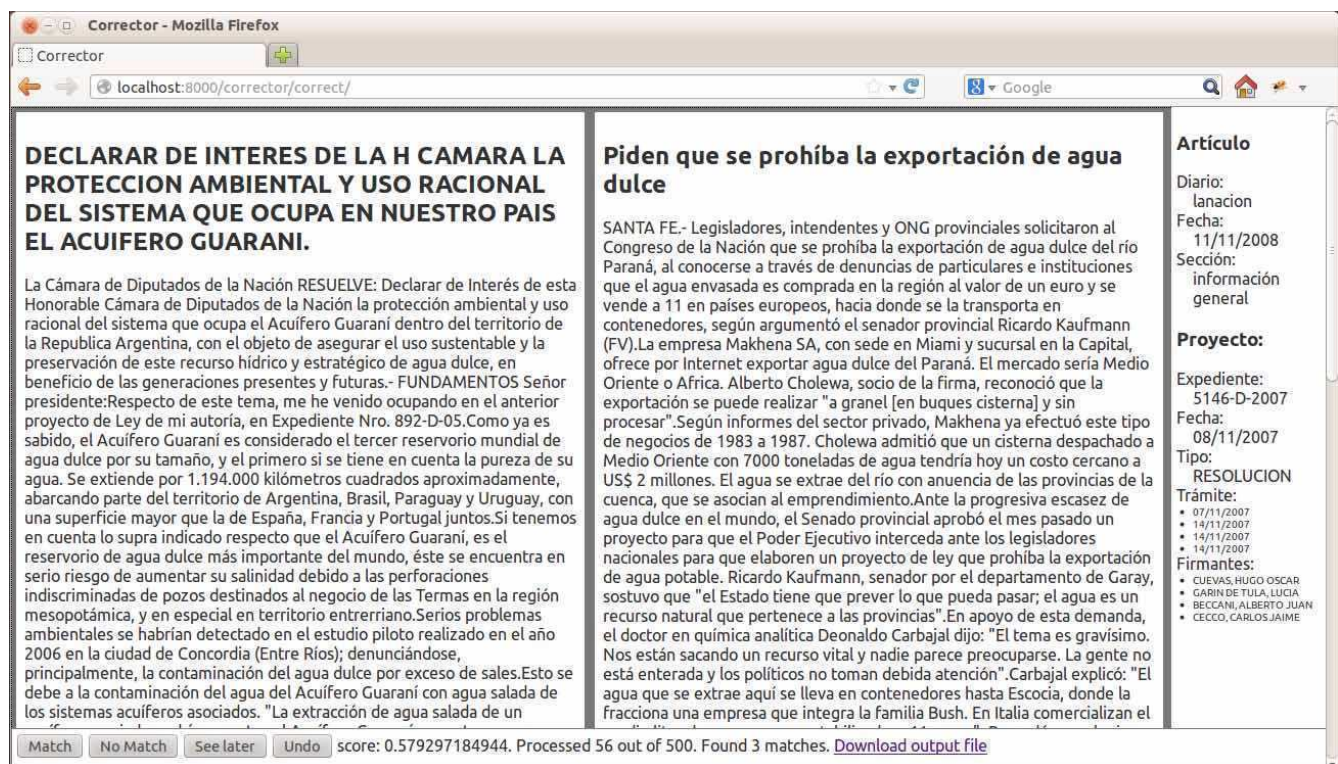 Corrector - Mozilla Firefox
Corrector
localhost:8000/corrector/correct/
Google
DECLARAR DE INTERES DE LA H CAMARA LA
PROTECCION AMBIENTAL Y USO RACIONAL
DEL SISTEMA QUE OCUPA EN NUESTRO PAIS
EL ACUIFERO GUARANI.
La Cámara de Diputados de la Nación RESUELVE: Declarar de Interés de esta
Honorable Cámara de Diputados de la Nación la protección ambiental y uso
racional del sistema que ocupa el Acuífero Guaraní dentro del territorio de
la Republica Argentina, con el objeto de asegurar el uso sustentable y la
preservación de este recurso hídrico y estratégico de agua dulce, en
beneficio de las generaciones presentes y futuras.- FUNDAMENTOS Señor
presidente:Respecto de este tema, me he venido ocupando en el anterior
proyecto de Ley de mi autoría, en Expediente Nro. 892-D-05.Como ya es
sabido, el Acuífero Guaraní es considerado el tercer reservorio mundial de
agua dulce por su tamaño, y el primero si se tiene en cuenta la pureza de su
agua. Se extiende por 1.194.000 kilómetros cuadrados aproximadamente,
abarcando parte del territorio de Argentina, Brasil, Paraguay y Uruguay, con
una superficie mayor que la de España, Francia y Portugal juntos.Si tenemos
en cuenta lo supra indicado respecto que el Acuífero Guaraní, es el
reservorio de agua dulce más importante del mundo, éste se encuentra en
serio riesgo de aumentar su salinidad debido a las perforaciones
indiscriminadas de pozos destinados al negocio de las Termas en la región
mesopotámica, y en especial en territorio entrerriano.Serios problemas
ambientales se habrían detectado en el estudio piloto realizado en el año
2006 en la ciudad de Concordia (Entre Ríos); denunciándose,
principalmente, la contaminación del agua dulce por exceso de sales.Esto se
debe a la contaminación del agua del Acuífero Guaraní con agua salada de
los sistemas acuíferos asociados. "La extracción de agua salada de un
Piden que se prohíba la exportación de agua
dulce
SANTA FE.- Legisladores, intendentes y ONG provinciales solicitaron al
Congreso de la Nación que se prohíba la exportación de agua dulce del río
Paraná, al conocerse a través de denuncias de particulares e instituciones
que el agua envasada es comprada en la región al valor de un euro y se
vende a 11 en países europeos, hacia donde se la transporta en
contenedores, según argumentó el senador provincial Ricardo Kaufmann
(FV).La empresa Makhena SA, con sede en Miami y sucursal en la Capital,
ofrece por Internet exportar agua dulce del Paraná. El mercado sería Medio
Oriente o Africa. Alberto Cholewa, socio de la firma, reconoció que la
exportación se puede realizar "a granel [en buques cisterna] y sin
procesar".Según informes del sector privado, Makhena ya efectuó este tipo
de negocios de 1983 a 1987. Cholewa admitió que un cisterna despachado a
Medio Oriente con 7000 toneladas de agua tendría hoy un costo cercano a
US$ 2 millones. El agua se extrae del río con anuencia de las provincias de la
cuenca, que se asocian al emprendimiento.Ante la progresiva escasez de
agua dulce en el mundo, el Senado provincial aprobó el mes pasado un
proyecto para que el Poder Ejecutivo interceda ante los legisladores
nacionales para que elaboren un proyecto de ley que prohíba la exportación
de agua potable. Ricardo Kaufmann, senador por el departamento de Garay,
sostuvo que "el Estado tiene que prever lo que pueda pasar; el agua es un
recurso natural que pertenece a las provincias".En apoyo de esta demanda,
el doctor en química analítica Deonaldo Carbajal dijo: "El tema es gravísimo.
Nos están sacando un recurso vital y nadie parece preocuparse. La gente no
está enterada y los políticos no toman debida atención".Carbajal explicó: "El
agua que se extrae aquí se lleva en contenedores hasta Escocia, donde la
fracciona una empresa que integra la familia Bush. En Italia comercializan el
Artículo
Diario:
lanacion
Fecha:
11/11/2008
Sección:
información
general
Proyecto:
Expediente:
5146-D-2007
Fecha:
08/11/2007
Tipo:
RESOLUCION
Trámite:
• 07/11/2007
• 14/11/2007
• 14/11/2007
• 14/11/2007
Firmantes:
• CUEVAS, HUGO OSCAR
• GARIN DE TULA, LUCIA
• BECCANI, ALBERTO JUAN
• CECCO, CARLOS JAIME
Match No Match See later Undo score: 0.579297184944. Processed 56 out of 500. Found 3 matches. Download output file